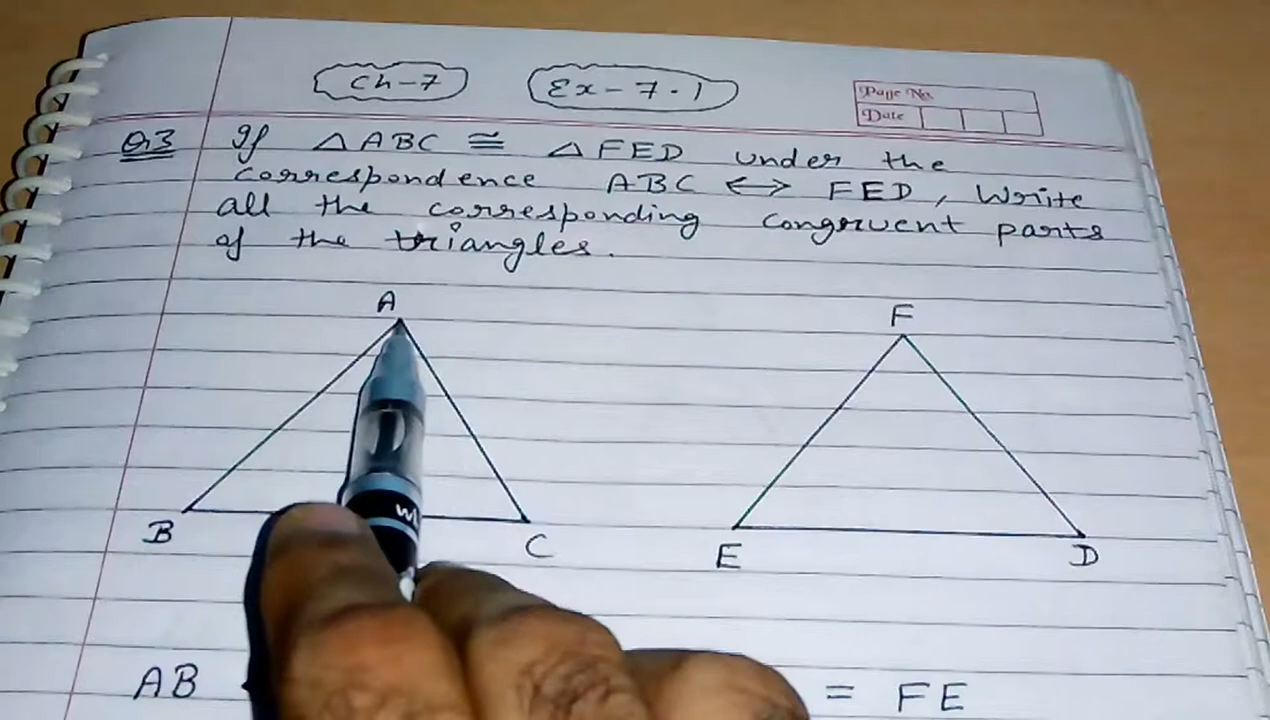 Ch-7 Ex-7.1
Page No.
Date
Q3 If △ABC ≅ △FED under the
correspondence ABC ↔ FED, Write
all the corresponding congruent parts
of the triangles.
A F
B C E D
AB = FE